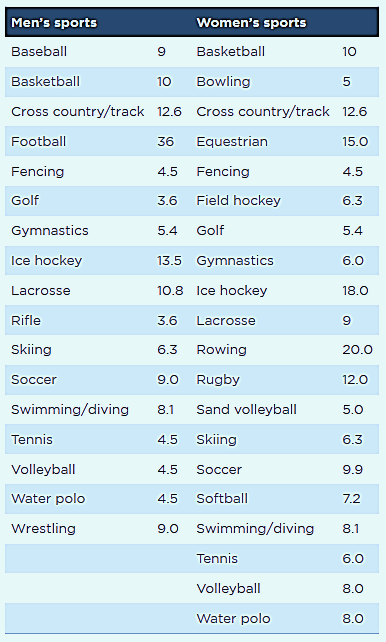 Men's sports Women's sports
Baseball 9 Basketball 10
Basketball 10 Bowling 5
Cross country/track 12.6 Cross country/track 12.6
Football 36 Equestrian 15.0
Fencing 4.5 Fencing 4.5
Golf 3.6 Field hockey 6.3
Gymnastics 5.4 Golf 5.4
Ice hockey 13.5 Gymnastics 6.0
Lacrosse 10.8 Ice hockey 18.0
Rifle 3.6 Lacrosse 9
Skiing 6.3 Rowing 20.0
Soccer 9.0 Rugby 12.0
Swimming/diving 8.1 Sand volleyball 5.0
Tennis 4.5 Skiing 6.3
Volleyball 4.5 Soccer 9.9
Water polo 4.5 Softball 7.2
Wrestling 9.0 Swimming/diving 8.1
Tennis 6.0
Volleyball 8.0
Water polo 8.0